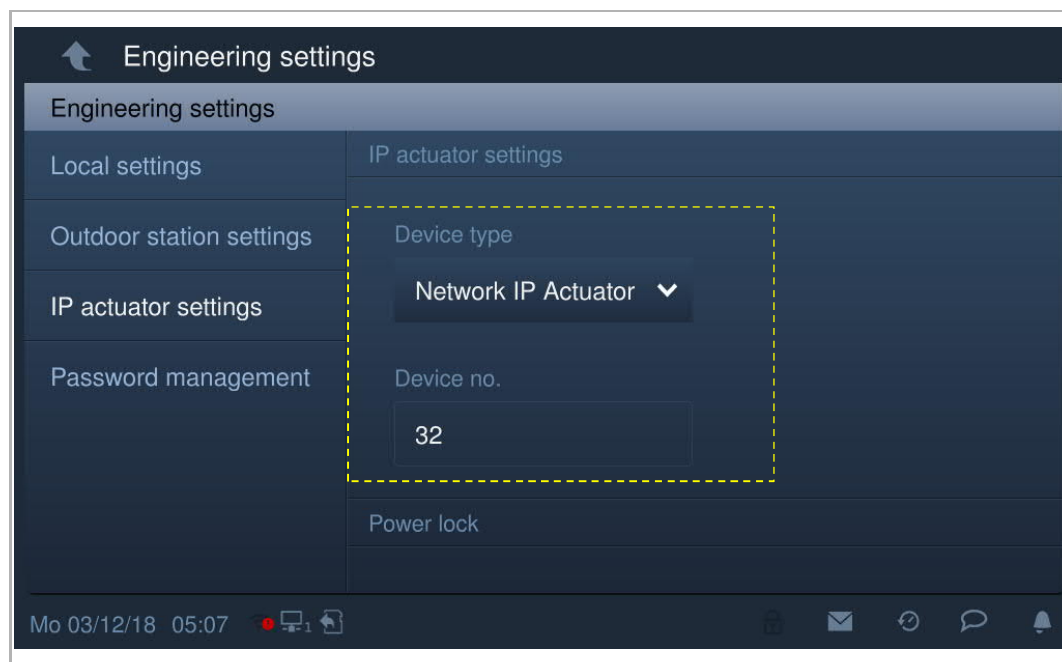 Engineering settings
Engineering settings
Local settings
IP actuator settings
Outdoor station settings
Device type
Network IP Actuator
IP actuator settings
Password management
Device no.
32
Power lock
Mo 03/12/18 05:07 1